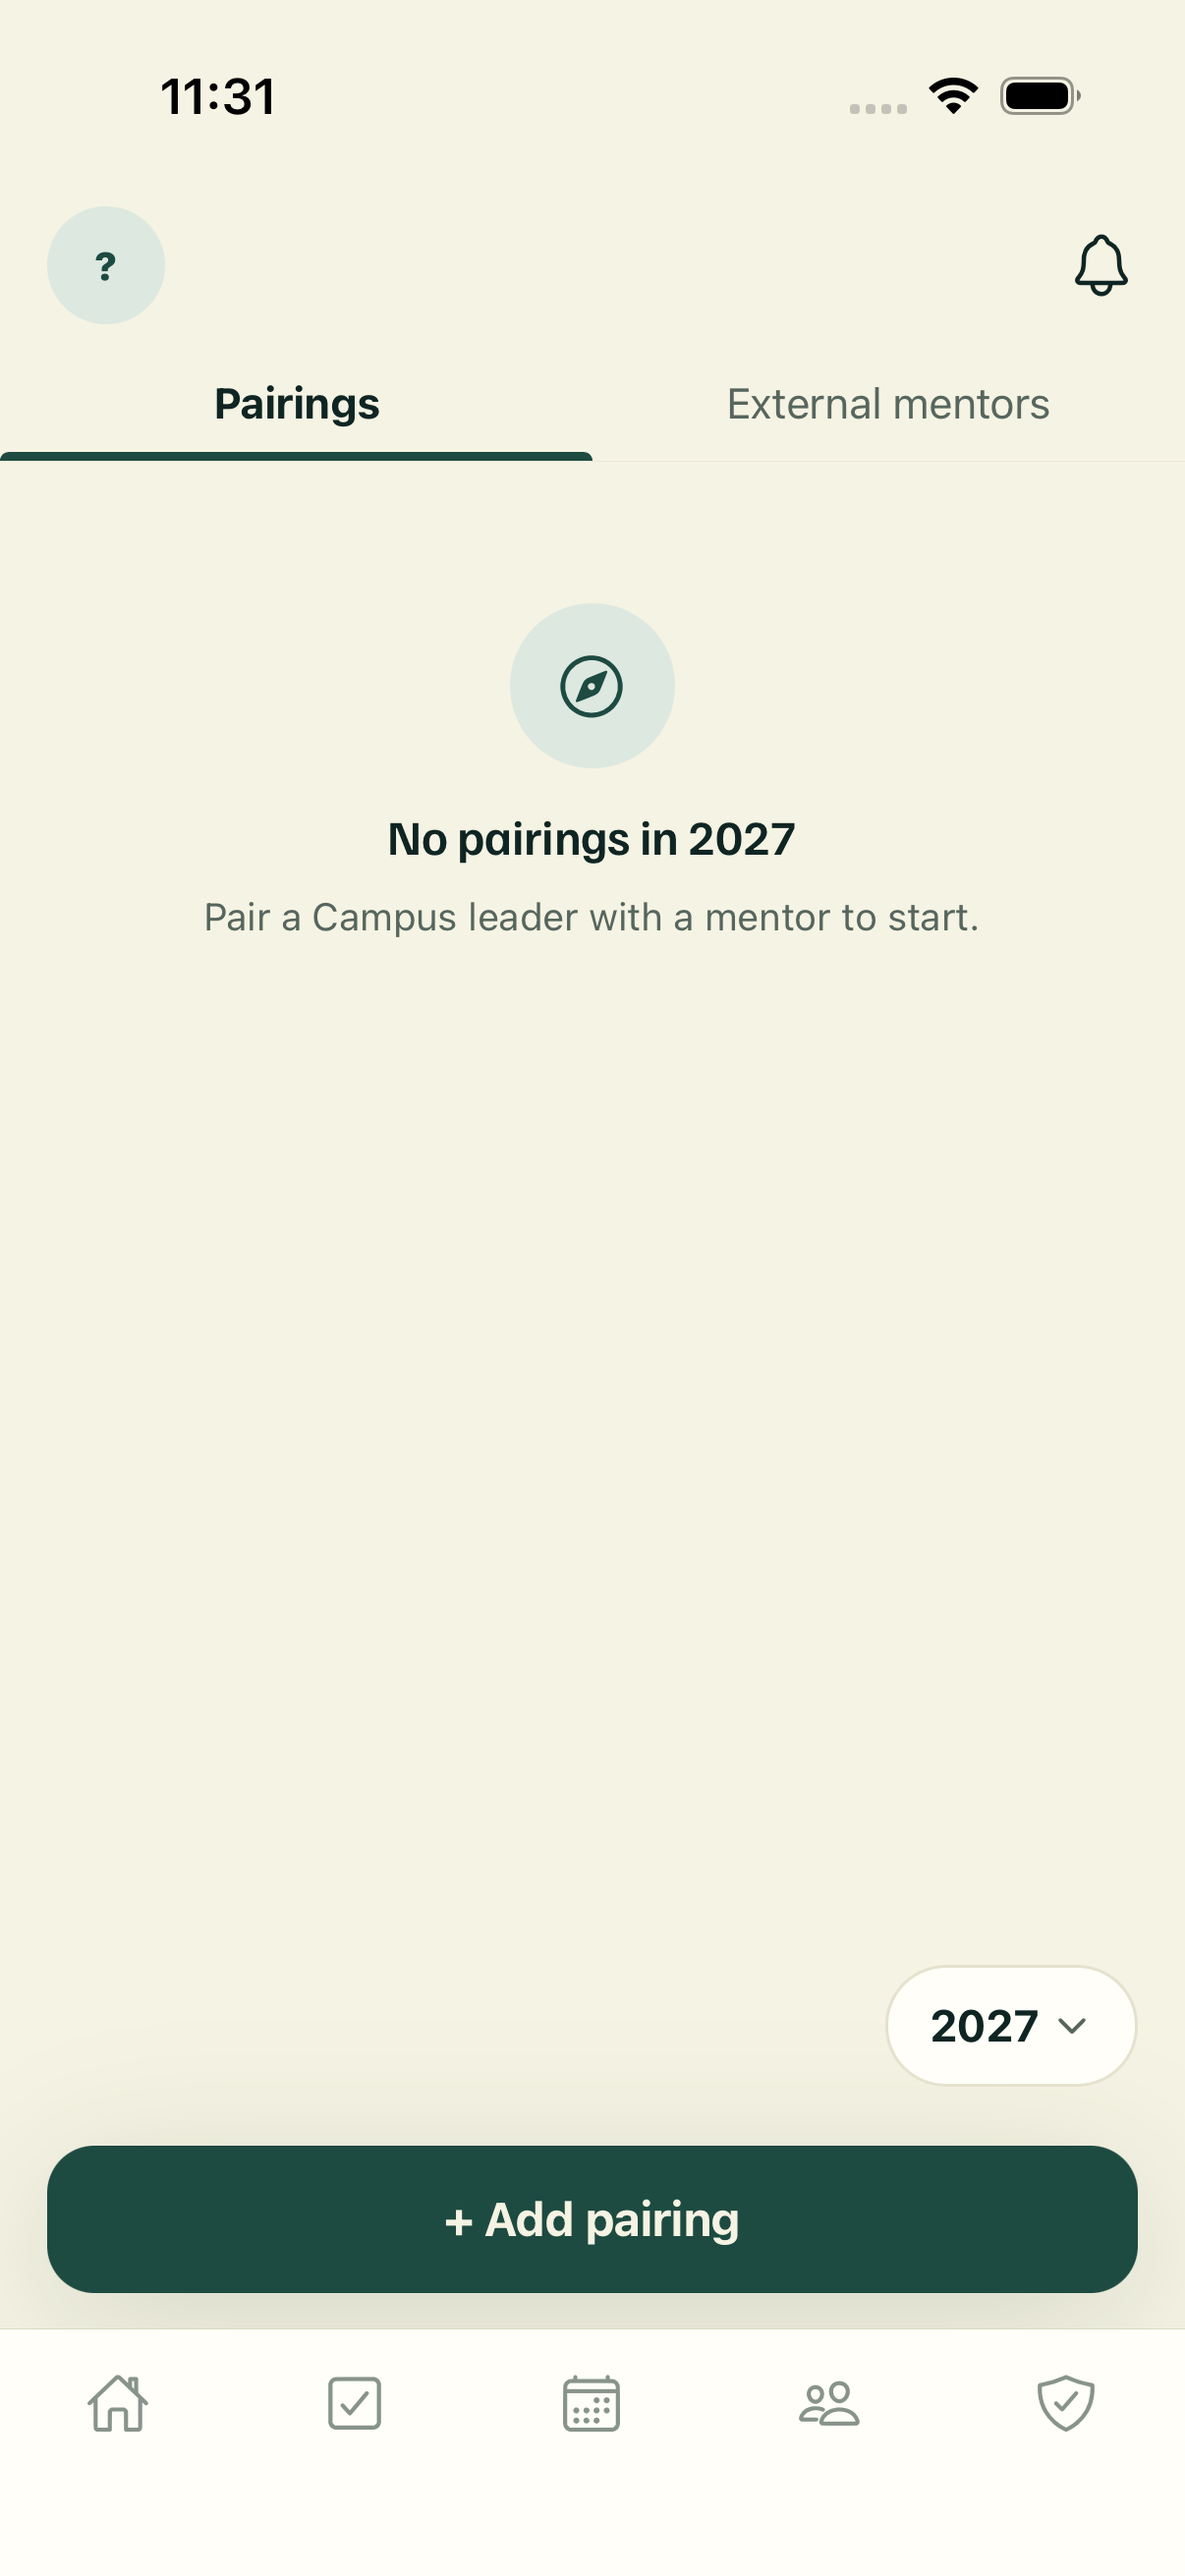 11:31
?
Pairings
External mentors
No pairings in 2027
Pair a Campus leader with a mentor to start.
2027
+ Add pairing